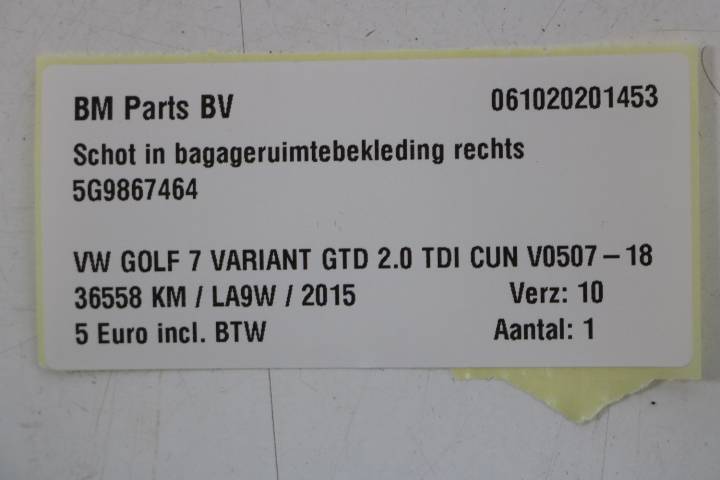 BM Parts BV 061020201453
Schot in bagageruimtebekleding rechts
5G9867464
VW GOLF 7 VARIANT GTD 2.0 TDI CUN V0507-18
36558 KM / LA9W / 2015 Verz: 10
5 Euro incl. BTW Aantal: 1